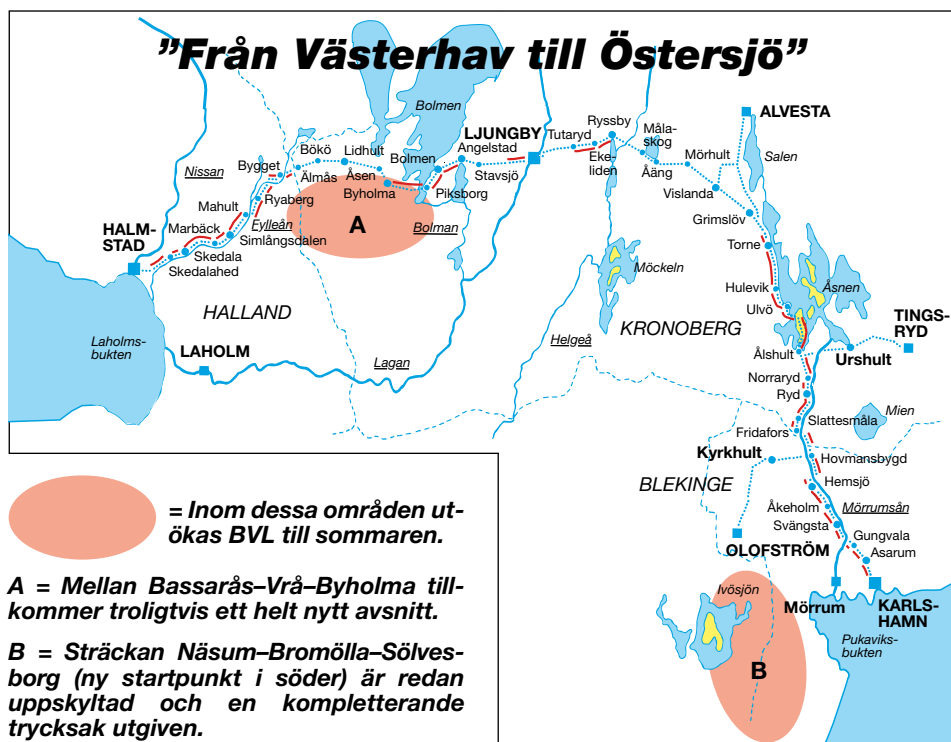 ”Från Västerhav till Östersjö”
Bolmen
ALVESTA
LJUNGBY
Ryssby
Tutaryd
Måla-
skog
Bökö
Lidhult
Bolmen
Angelstad
Salen
Bygget
Nissan
Älmås
Åsen
Byholma
Stavsjö
Eke-
liden
Ääng
Mörhult
Vislanda
Piksborg
Ryaberg
Mahult
Fylleån
A
Bolman
Grimslöv
HALM-
STAD
Marbäck
Simlångsdalen
Torne
Skedala
Skedalahed
Möckeln
Hulevik
Åsnen
HALLAND
KRONOBERG
Ulvö
TINGS-
RYD
Laholms-
bukten
LAHOLM
Lagan
Helgeå
Ålshult
Urshult
Norraryd
Ryd
Mien
Slattesmåla
Fridafors
Kyrkhult
Hovmansbygd
BLEKINGE
Hemsjö
Åkeholm
Mörrumsån
Svängsta
Gungvala
OLOFSTRÖM
Asarum
Ivösjön
Mörrum
KARLS-
HAMN
Pukaviks-
bukten
B
= Inom dessa områden ut-
ökas BVL till sommaren.
A = Mellan Bassarås–Vrå–Byholma till-
kommer troligtvis ett helt nytt avsnitt.
B = Sträckan Näsum–Bromölla–Sölves-
borg (ny startpunkt i söder) är redan
uppskyltad och en kompletterande
trycksak utgiven.